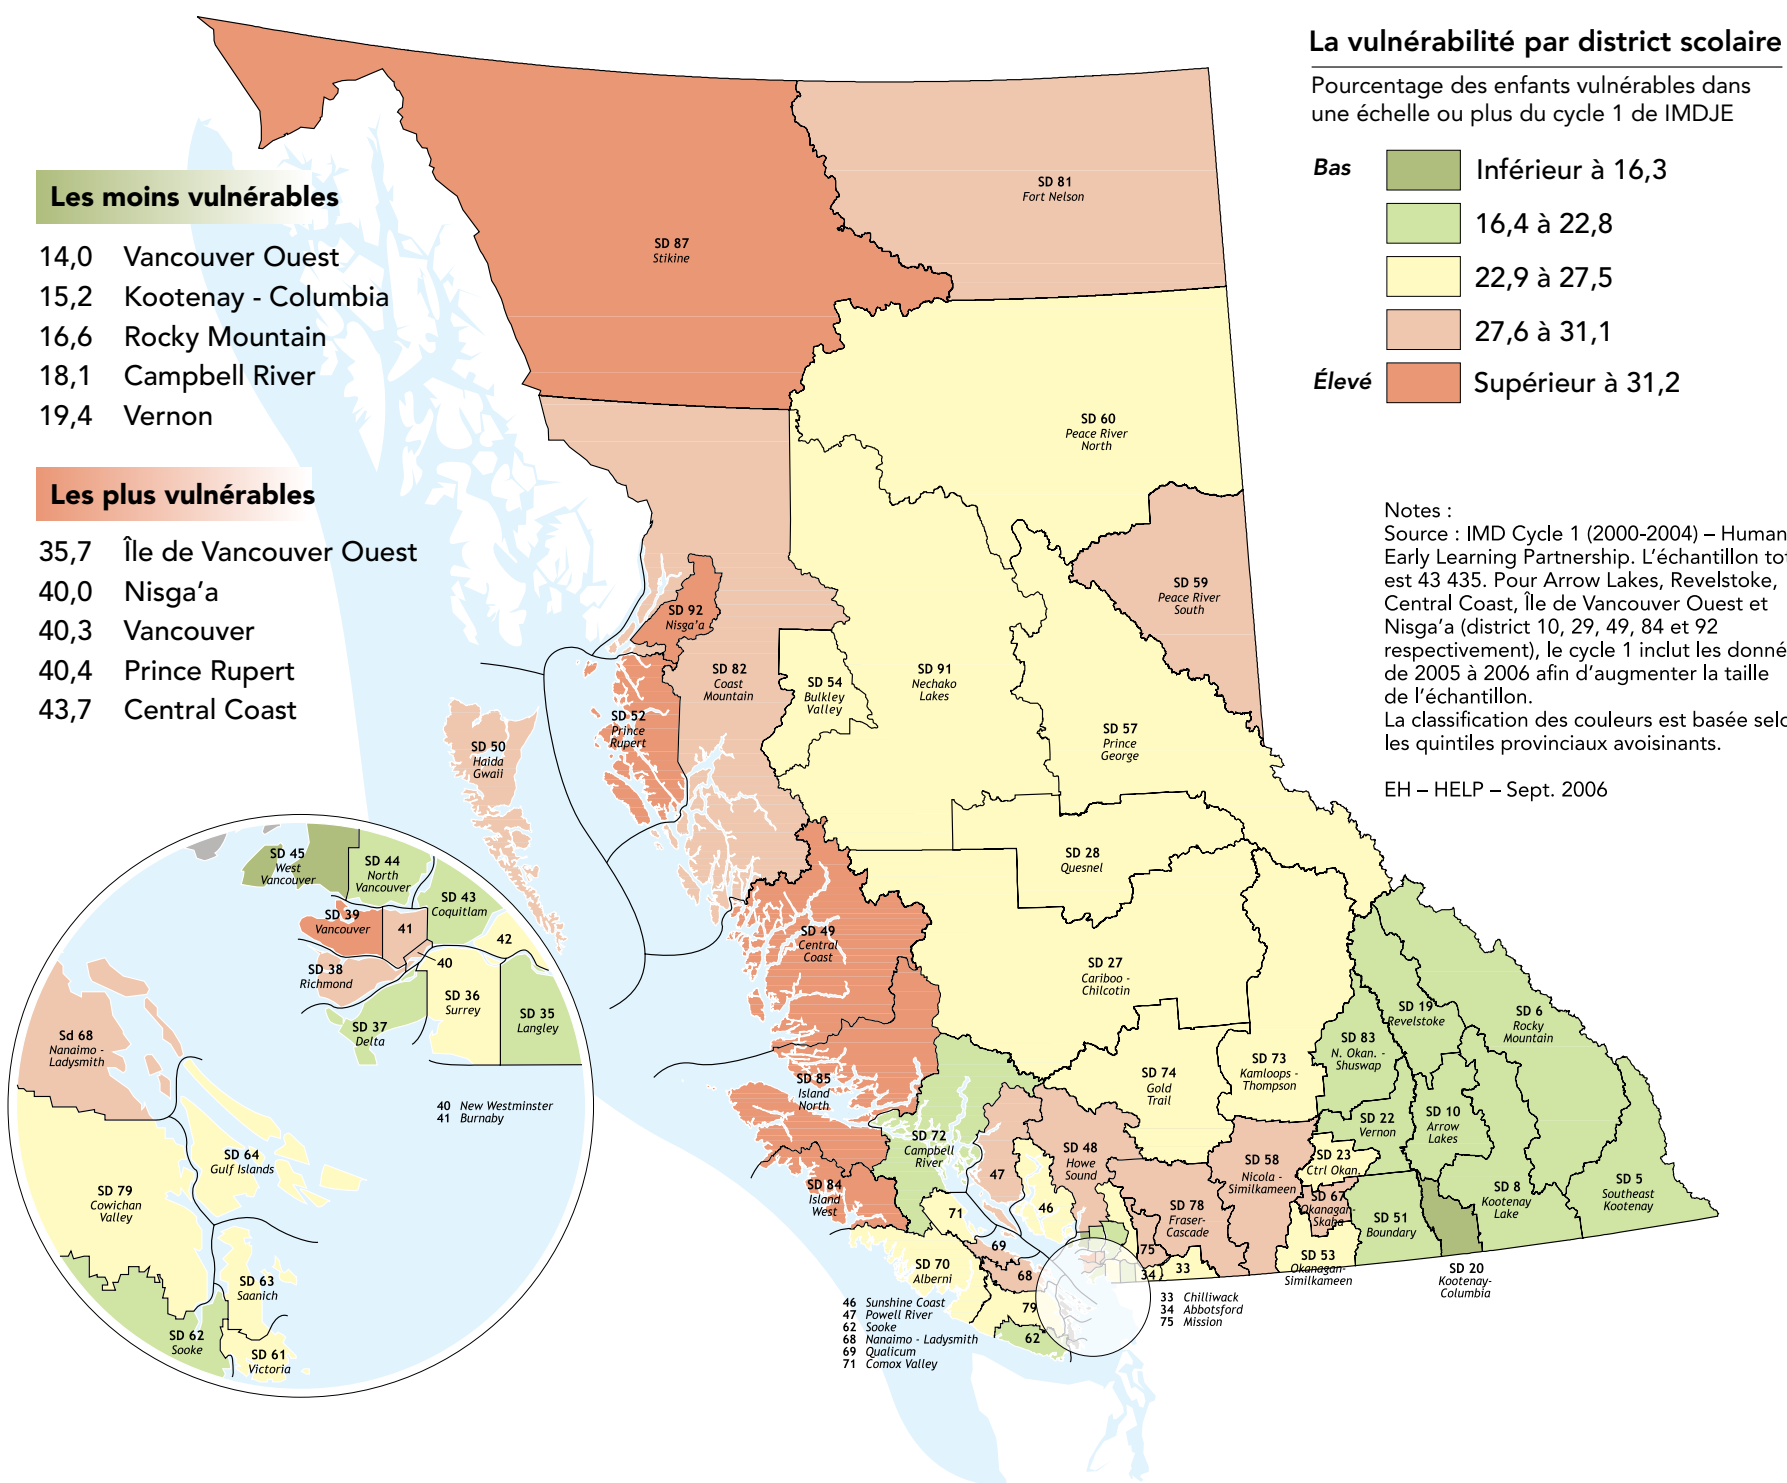 La vulnérabilité par district scolaire
Pourcentage des enfants vulnérables dans
une échelle ou plus du cycle 1 de IMDJE
Bas
Inférieur à 16,3
16,4 à 22,8
22,9 à 27,5
27,6 à 31,1
Élevé
Supérieur à 31,2
Les moins vulnérables
14,0 Vancouver Ouest
15,2 Kootenay - Columbia
16,6 Rocky Mountain
18,1 Campbell River
19,4 Vernon
Les plus vulnérables
35,7 Île de Vancouver Ouest
40,0 Nisga’a
40,3 Vancouver
40,4 Prince Rupert
43,7 Central Coast
Notes :
Source : IMD Cycle 1 (2000-2004) – Human
Early Learning Partnership. L’échantillon tot
est 43 435. Pour Arrow Lakes, Revelstoke,
Central Coast, Île de Vancouver Ouest et
Nisga’a (district 10, 29, 49, 84 et 92
respectivement), le cycle 1 inclut les donné
de 2005 à 2006 afin d’augmenter la taille
de l’échantillon.
La classification des couleurs est basée selo
les quintiles provinciaux avoisinants.
EH – HELP – Sept. 2006
SD 81
Fort Nelson
SD 87
Stikine
SD 60
Peace River
North
SD 59
Peace River
South
SD 92
Nisga’a
SD 82
Coast
Mountain
SD 54
Bulkley
Valley
SD 91
Nechako
Lakes
SD 52
Prince
Rupert
SD 57
Prince
George
SD 50
Haida
Gwaii
SD 28
Quesnel
SD 49
Central
Coast
SD 27
Cariboo -
Chilcotin
SD 19
Revelstoke
SD 6
Rocky
Mountain
SD 83
N. Okan. -
Shuswap
SD 73
Kamloops -
Thompson
SD 74
Gold
Trail
SD 85
Island
North
SD 72
Campbell
River
SD 22
Vernon
SD 10
Arrow
Lakes
SD 48
Howe
Sound
SD 58
Nicola -
Similkameen
SD 23
Ctrl Okan.
SD 67
Okanagan -
Skaha
SD 8
Kootenay
Lake
SD 5
Southeast
Kootenay
SD 84
Island
West
47
46
71
SD 78
Fraser-
Cascade
SD 51
Boundary
SD 53
Okanagan-
Similkameen
SD 20
Kootenay-
Columbia
69
68
75
34
33
SD 70
Alberni
79
62
46 Sunshine Coast
47 Powell River
62 Sooke
68 Nanaimo - Ladysmith
69 Qualicum
71 Comox Valley
33 Chilliwack
34 Abbotsford
75 Mission
SD 45
West
Vancouver
SD 44
North
Vancouver
SD 43
Coquitlam
SD 39
Vancouver
41
42
40
SD 38
Richmond
SD 36
Surrey
SD 35
Langley
SD 37
Delta
Sd 68
Nanaimo -
Ladysmith
40 New Westminster
41 Burnaby
SD 64
Gulf Islands
SD 79
Cowichan
Valley
SD 63
Saanich
SD 62
Sooke
SD 61
Victoria